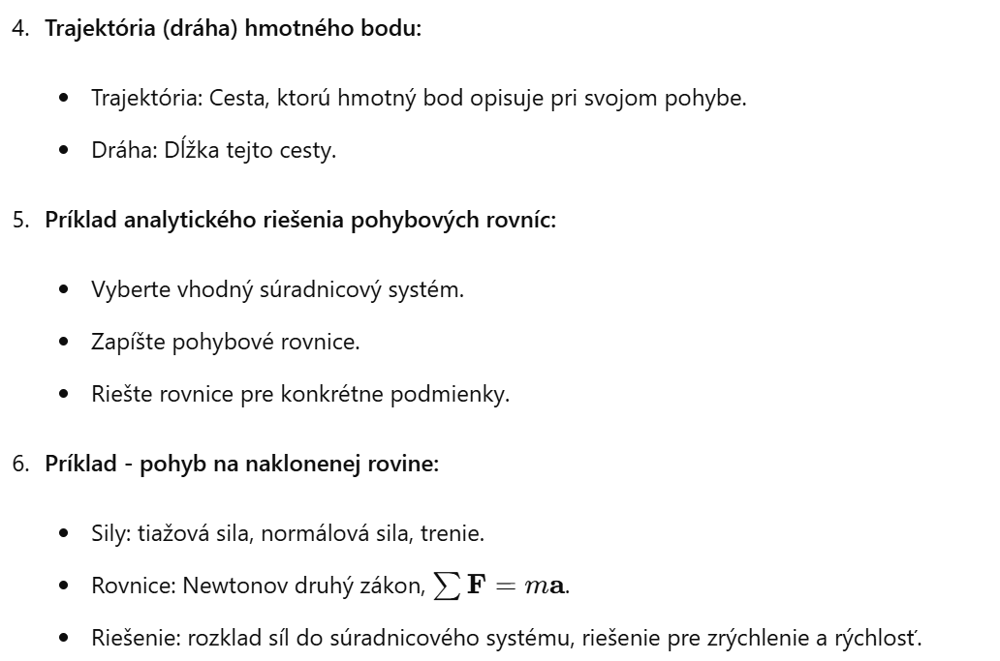 4. Trajektória (dráha) hmotného bodu:
• Trajektória: Cesta, ktorú hmotný bod opisuje pri svojom pohybe.
• Dráha: Dĺžka tejto cesty.
5. Príklad analytického riešenia pohybových rovníc:
• Vyberte vhodný súradnicový systém.
• Zapíšte pohybové rovnice.
• Riešte rovnice pre konkrétne podmienky.
6. Príklad - pohyb na naklonenej rovine:
• Sily: tiažová sila, normálová sila, trenie.
• Rovnice: Newtonov druhý zákon, ∑ F = ma.
• Riešenie: rozklad síl do súradnicového systému, riešenie pre zrýchlenie a rýchlosť.